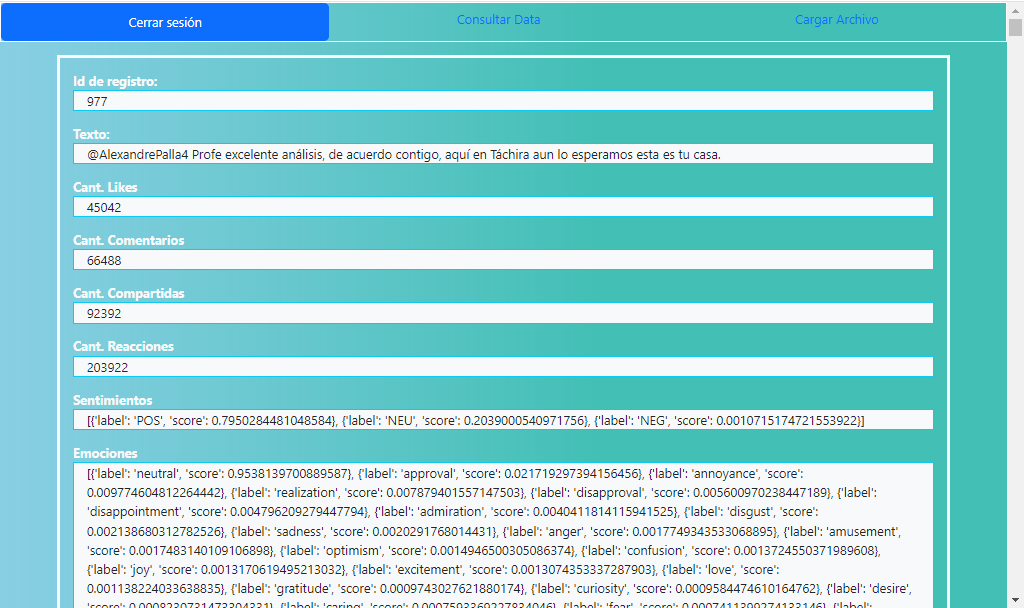 Cerrar sesión
Consultar Data
Cargar Archivo
Id de registro:
977
Texto:
@AlexandrePalla4 Profe excelente análisis, de acuerdo contigo, aquí en Táchira aun lo esperamos esta es tu casa.
Cant. Likes
45042
Cant. Comentarios
66488
Cant. Compartidas
92392
Cant. Reacciones
203922
Sentimientos
[{'label': 'POS', 'score': 0.7950284481048584}, {'label': 'NEU', 'score': 0.2039000540971756}, {'label': 'NEG', 'score': 0.0010715174721553922}]
Emociones
[{'label': 'neutral', 'score': 0.9538139700889587}, {'label': 'approval', 'score': 0.021719297394156456}, {'label': 'annoyance', 'score':
0.009774604812264442}, {'label': 'realization', 'score': 0.007879401557147503}, {'label': 'disapproval', 'score': 0.005600970238447189}, {'label':
'disappointment', 'score': 0.004796209279447794}, {'label': 'admiration', 'score': 0.0040411814115941525}, {'label': 'disgust', 'score':
0.002138680312782526}, {'label': 'sadness', 'score': 0.002029176801 4431}, {'label': 'anger', 'score': 0.0017749343533068895}, {'label': 'amusement',
'score': 0.0017483140109106898}, {'label': 'optimism', 'score': 0.0014946500305086374}, {'label': 'confusion', 'score': 0.0013724550371989608},
{'label': 'joy', 'score': 0.0013170619495213032}, {'label': 'excitement', 'score': 0.0013074353337287903}, {'label': 'love', 'score':
0.001138224033638835}, {'label': 'gratitude', 'score': 0.0009743027621880174}, {'label': 'curiosity', 'score': 0.0009584474610164762}, {'label': 'desire',